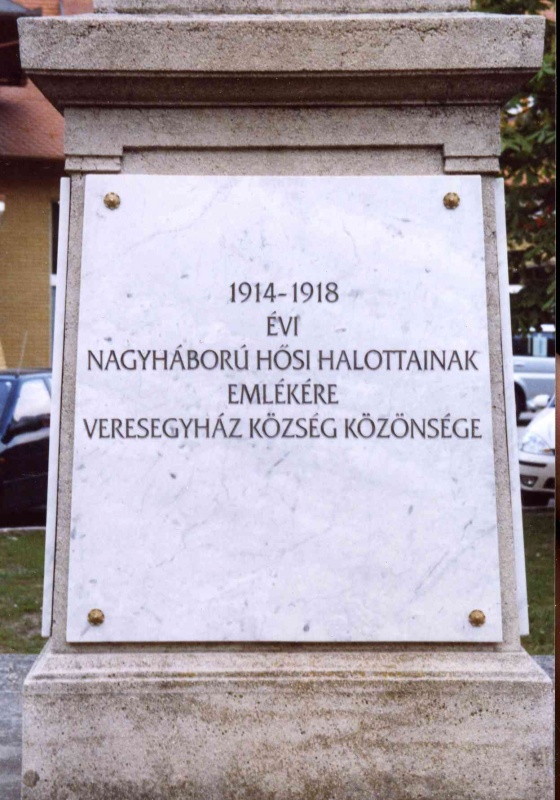 1914-1918
ÉVI
NAGYHÁBORÚ HŐSI HALOTTAINAK
EMLÉKÉRE
VERESEGYHÁZ KÖZSÉG KÖZÖNSÉGE